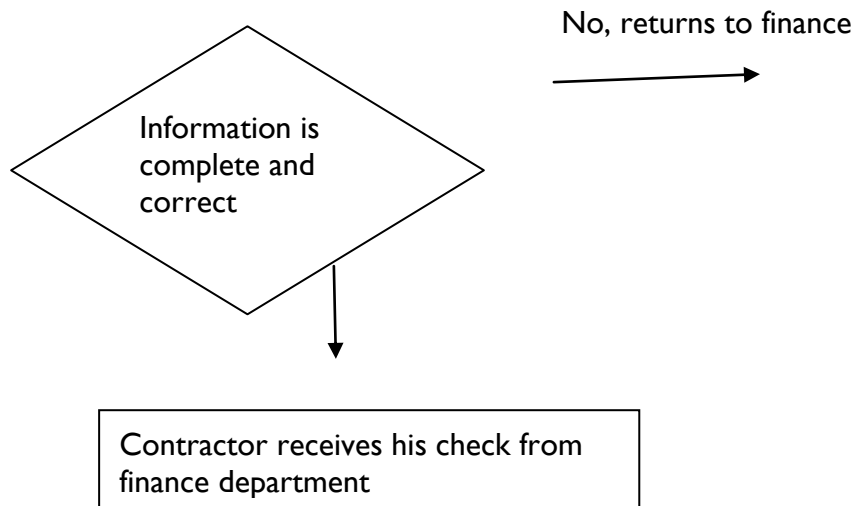 No, returns to finance
Information is
complete and
correct
Contractor receives his check from
finance department